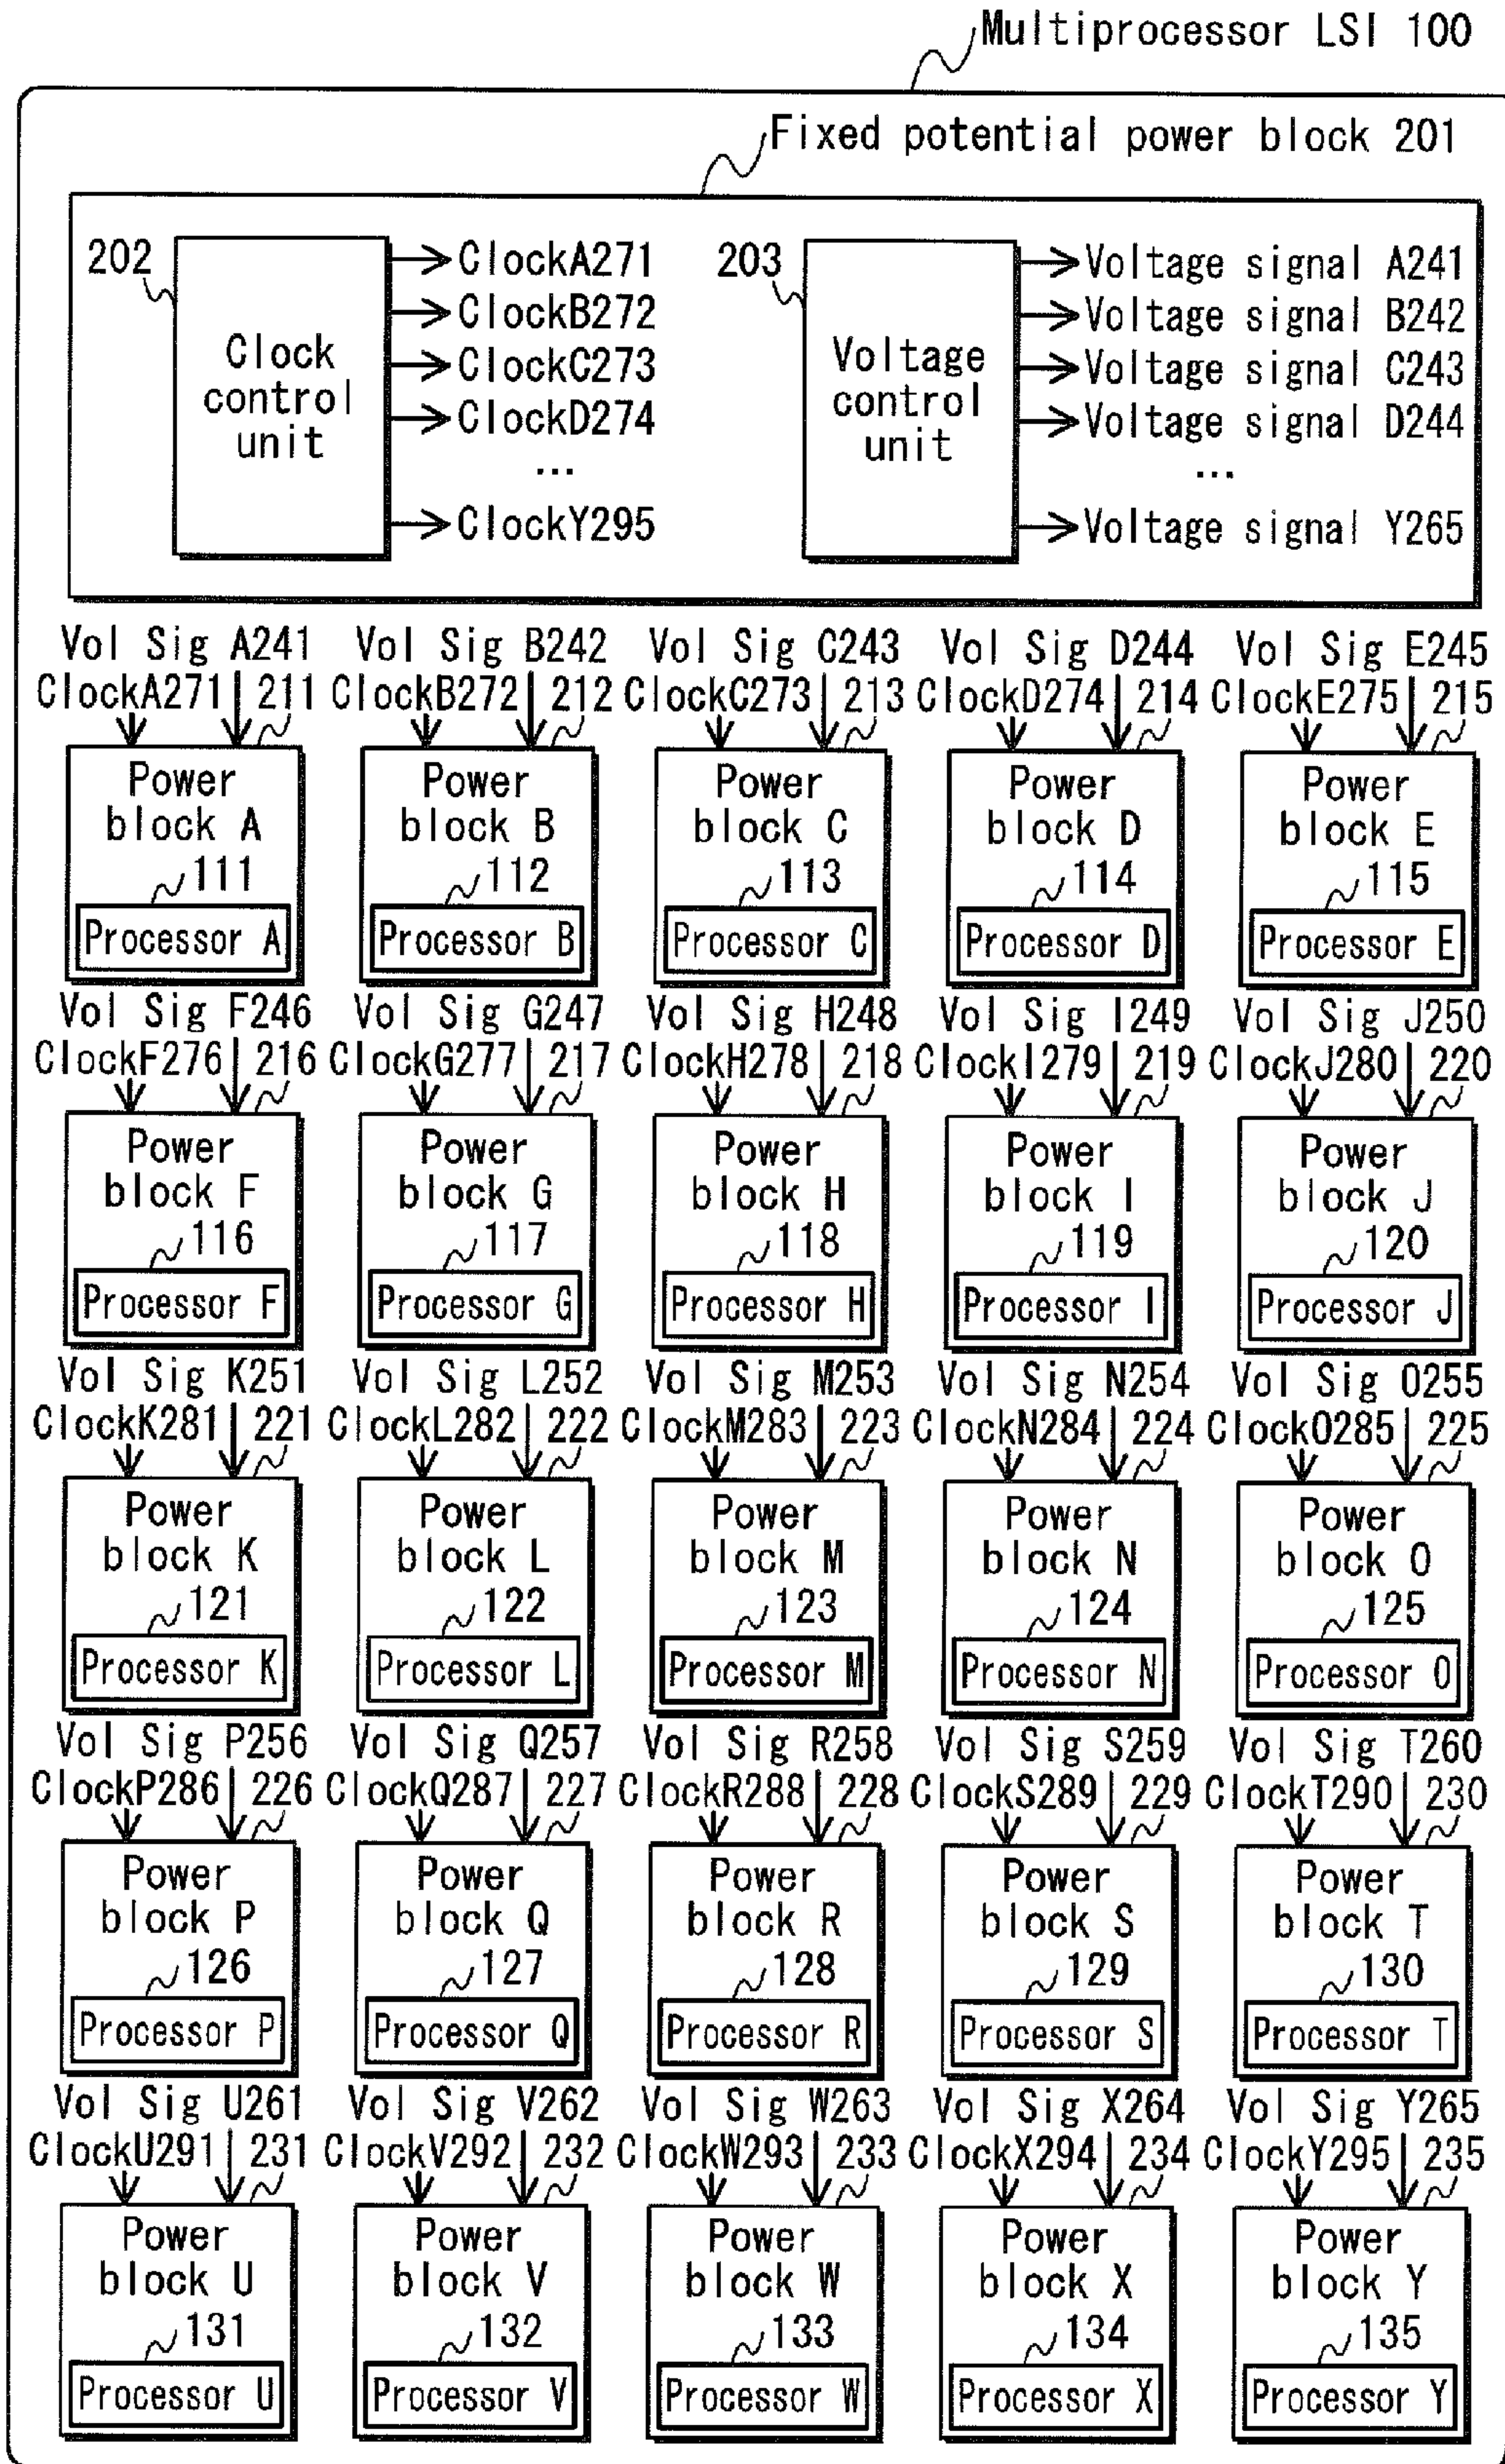 Multiprocessor LSI 100
Fixed potential power block 201
202
Clock control unit
ClockA271
ClockB272
ClockC273
ClockD274
...
ClockY295
203
Voltage control unit
Voltage signal A241
Voltage signal B242
Voltage signal C243
Voltage signal D244
...
Voltage signal Y265
Vol Sig A241 Vol Sig B242 Vol Sig C243 Vol Sig D244 Vol Sig E245
ClockA271 211 ClockB272 212 ClockC273 213 ClockD274 214 ClockE275 215
Power Power Power Power Power
block A block B block C block D block E
111 112 113 114 115
Processor A Processor B Processor C Processor D Processor E
Vol Sig F246 Vol Sig G247 Vol Sig H248 Vol Sig I249 Vol Sig J250
ClockF276 216 ClockG277 217 ClockH278 218 ClockI279 219 ClockJ280 220
Power Power Power Power Power
block F block G block H block I block J
116 117 118 119 120
Processor F Processor G Processor H Processor I Processor J
Vol Sig K251 Vol Sig L252 Vol Sig M253 Vol Sig N254 Vol Sig O255
ClockK281 221 ClockL282 222 ClockM283 223 ClockN284 224 ClockO285 225
Power Power Power Power Power
block K block L block M block N block O
121 122 123 124 125
Processor K Processor L Processor M Processor N Processor O
Vol Sig P256 Vol Sig Q257 Vol Sig R258 Vol Sig S259 Vol Sig T260
ClockP286 226 ClockQ287 227 ClockR288 228 ClockS289 229 ClockT290 230
Power Power Power Power Power
block P block Q block R block S block T
126 127 128 129 130
Processor P Processor Q Processor R Processor S Processor T
Vol Sig U261 Vol Sig V262 Vol Sig W263 Vol Sig X264 Vol Sig Y265
ClockU291 231 ClockV292 232 ClockW293 233 ClockX294 234 ClockY295 235
Power Power Power Power Power
block U block V block W block X block Y
131 132 133 134 135
Processor U Processor V Processor W Processor X Processor Y